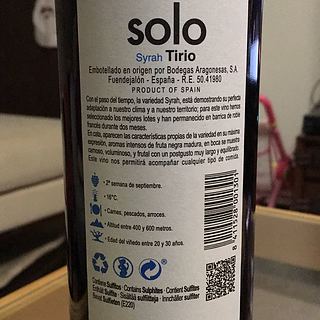 solo
Syrah Tirio
Embotellado en origen por Bodegas Aragonesas, S.A.
Fuendejalón - España - R.E. 50.41980
PRODUCT OF SPAIN
Con el paso del tiempo, la variedad Syrah, está demostrando su perfecta
adaptación a nuestro clima y a nuestro territorio; para este vino hemos
seleccionado los mejores lotes y han permanecido en barrica de roble
francés durante dos meses.
En cata, aparecen las características propias de la variedad en su máxima
expresión, aromas intensos de fruta negra madura, en boca se muestra
carnoso, voluminoso, y frutal con un postgusto muy largo y equilibrado.
Este vino nos permitirá acompañar cualquier tipo de comida.
• 2ª semana de septiembre.
• 16°C.
• Carnes, pescados, arroces.
• Altitud entre 400 y 600 metros.
• Edad del viñedo entre 20 y 30 años.
Contiene Sulfitos · Contains Sulphites · Contient Sulfites
Enthält Sulfite · Sisältää sulfiitteja · Innehåller sulfiter
Bevat Sulfieten (E220)